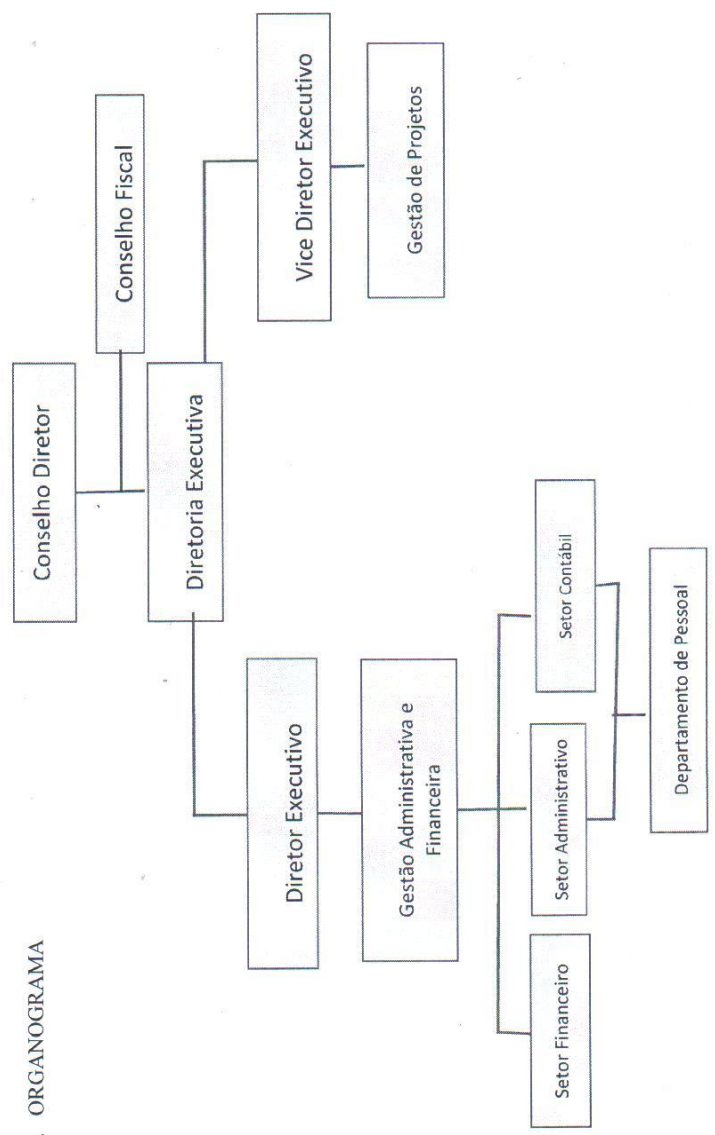 ORGANOGRAMA
Conselho Diretor
Conselho Fiscal
Diretoria Executiva
Diretor Executivo
Vice Diretor Executivo
Gestão Administrativa e
Financeira
Gestão de Projetos
Setor Financeiro
Setor Administrativo
Setor Contábil
Departamento de Pessoal